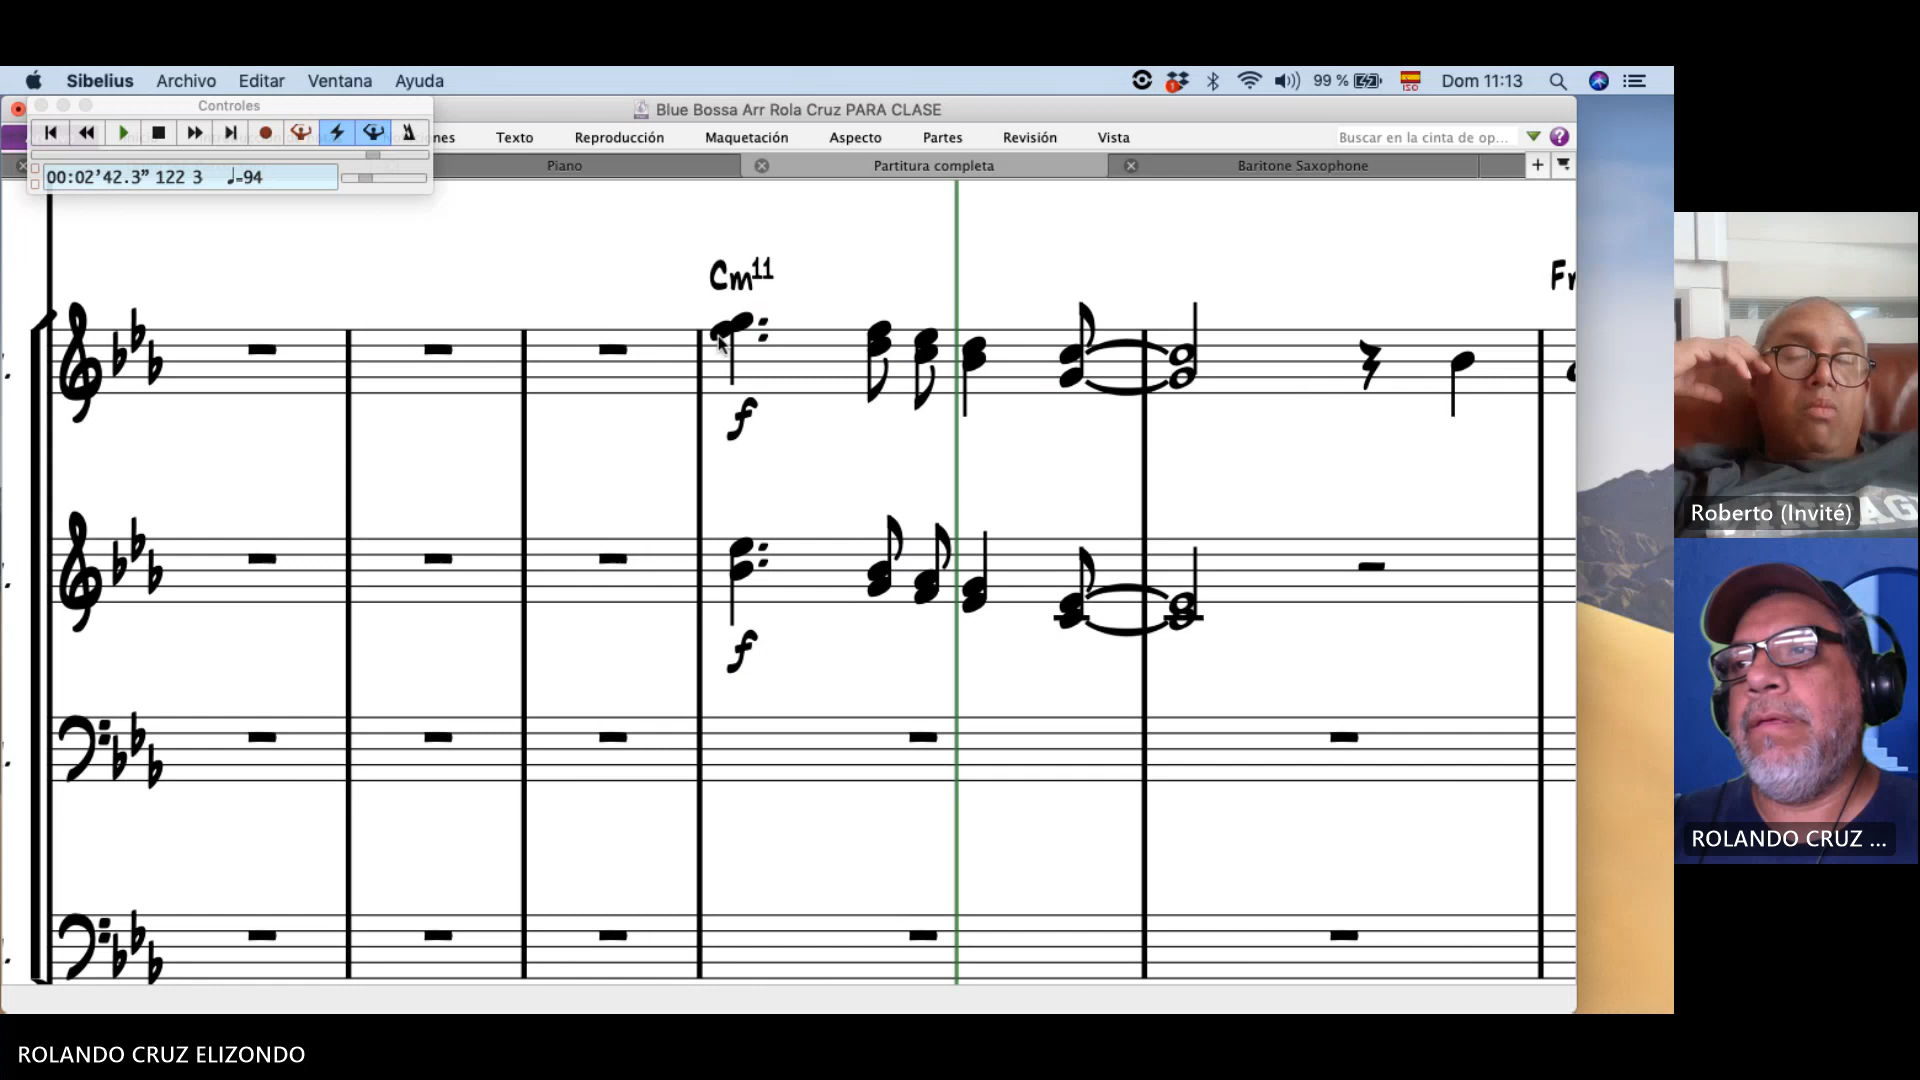 Sibelius Archivo Editar Ventana Ayuda 99 % ISO Dom 11:13
Controles
Blue Bossa Arr Rola Cruz PARA CLASE
nes Texto Reproducción Maquetación Aspecto Partes Revisión Vista Buscar en la cinta de op... ?
Piano Partitura completa Baritone Saxophone +
00:02'42.3” 122 3 ♩=94
Cm11
f
f
Roberto (Invité)
ROLANDO CRUZ ...
ROLANDO CRUZ ELIZONDO